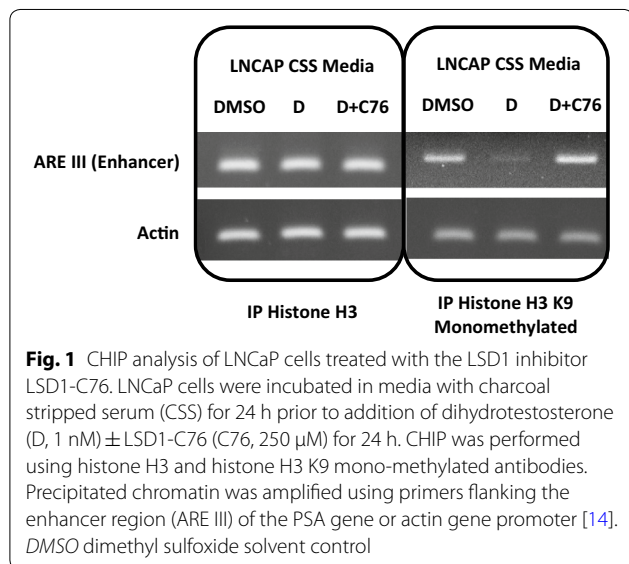 LNCAP CSS Media
LNCAP CSS Media
DMSO D D+C76
DMSO D D+C76
ARE III (Enhancer)
Actin
IP Histone H3
IP Histone H3 K9
Monomethylated
Fig. 1 CHIP analysis of LNCaP cells treated with the LSD1 inhibitor
LSD1-C76. LNCaP cells were incubated in media with charcoal
stripped serum (CSS) for 24 h prior to addition of dihydrotestosterone
(D, 1 nM) ± LSD1-C76 (C76, 250 µM) for 24 h. CHIP was performed
using histone H3 and histone H3 K9 mono-methylated antibodies.
Precipitated chromatin was amplified using primers flanking the
enhancer region (ARE III) of the PSA gene or actin gene promoter [14].
DMSO dimethyl sulfoxide solvent control